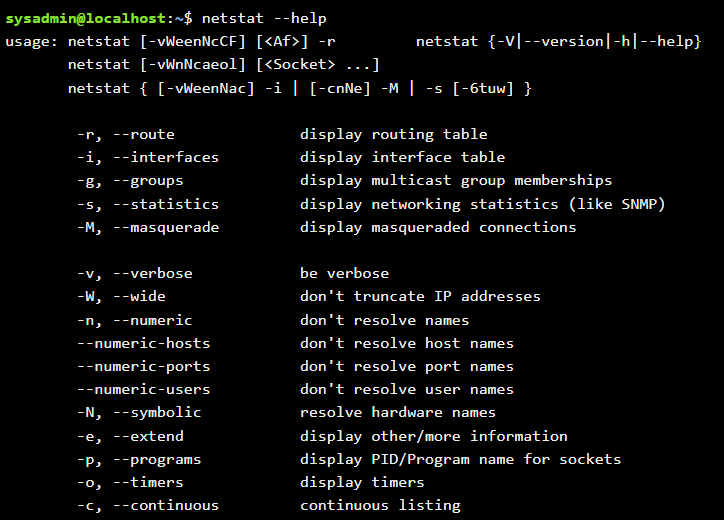 sysadmin@localhost:~$ netstat --help
usage: netstat [-vWeenNcCF] [<Af>] -r         netstat {-V|--version|-h|--help}
       netstat [-vWnNcaeol] [<Socket> ...]
       netstat { [-vWeenNac] -i | [-cnNe] -M | -s [-6tuw] }

        -r, --route              display routing table
        -i, --interfaces         display interface table
        -g, --groups             display multicast group memberships
        -s, --statistics         display networking statistics (like SNMP)
        -M, --masquerade         display masqueraded connections

        -v, --verbose            be verbose
        -W, --wide               don't truncate IP addresses
        -n, --numeric            don't resolve names
        --numeric-hosts          don't resolve host names
        --numeric-ports          don't resolve port names
        --numeric-users          don't resolve user names
        -N, --symbolic           resolve hardware names
        -e, --extend             display other/more information
        -p, --programs           display PID/Program name for sockets
        -o, --timers             display timers
        -c, --continuous         continuous listing